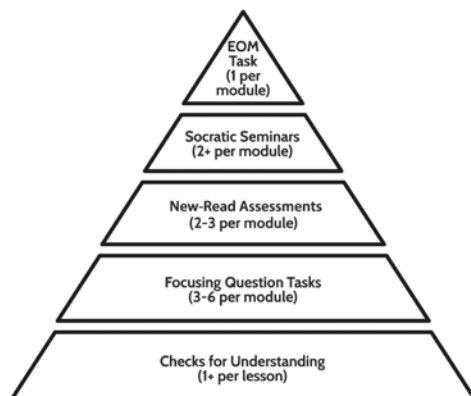 EOM
Task
(1 per
module)
Socratic Seminars
(2+ per module)
New-Read Assessments
(2-3 per module)
Focusing Question Tasks
(3-6 per module)
Checks for Understanding
(1+ per lesson)